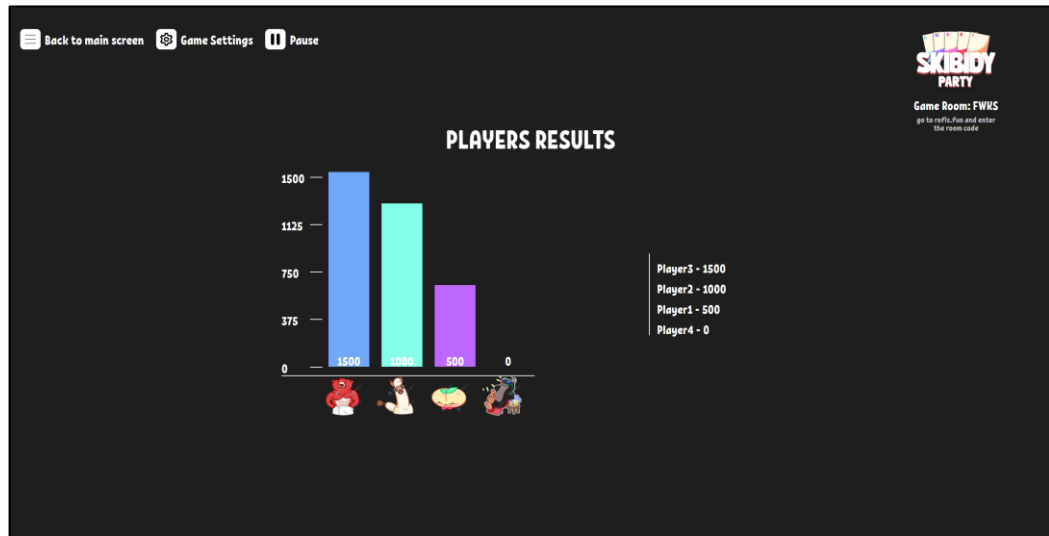 Back to main screen
Game Settings
Pause
SKIBIDY
PARTY
Game Room: FWKS
go to rofls.fun and enter
the room code
PLAYERS RESULTS
1500
1125
750
375
0
1500
1000
500
0
Player3 - 1500
Player2 - 1000
Player1 - 500
Player4 - 0